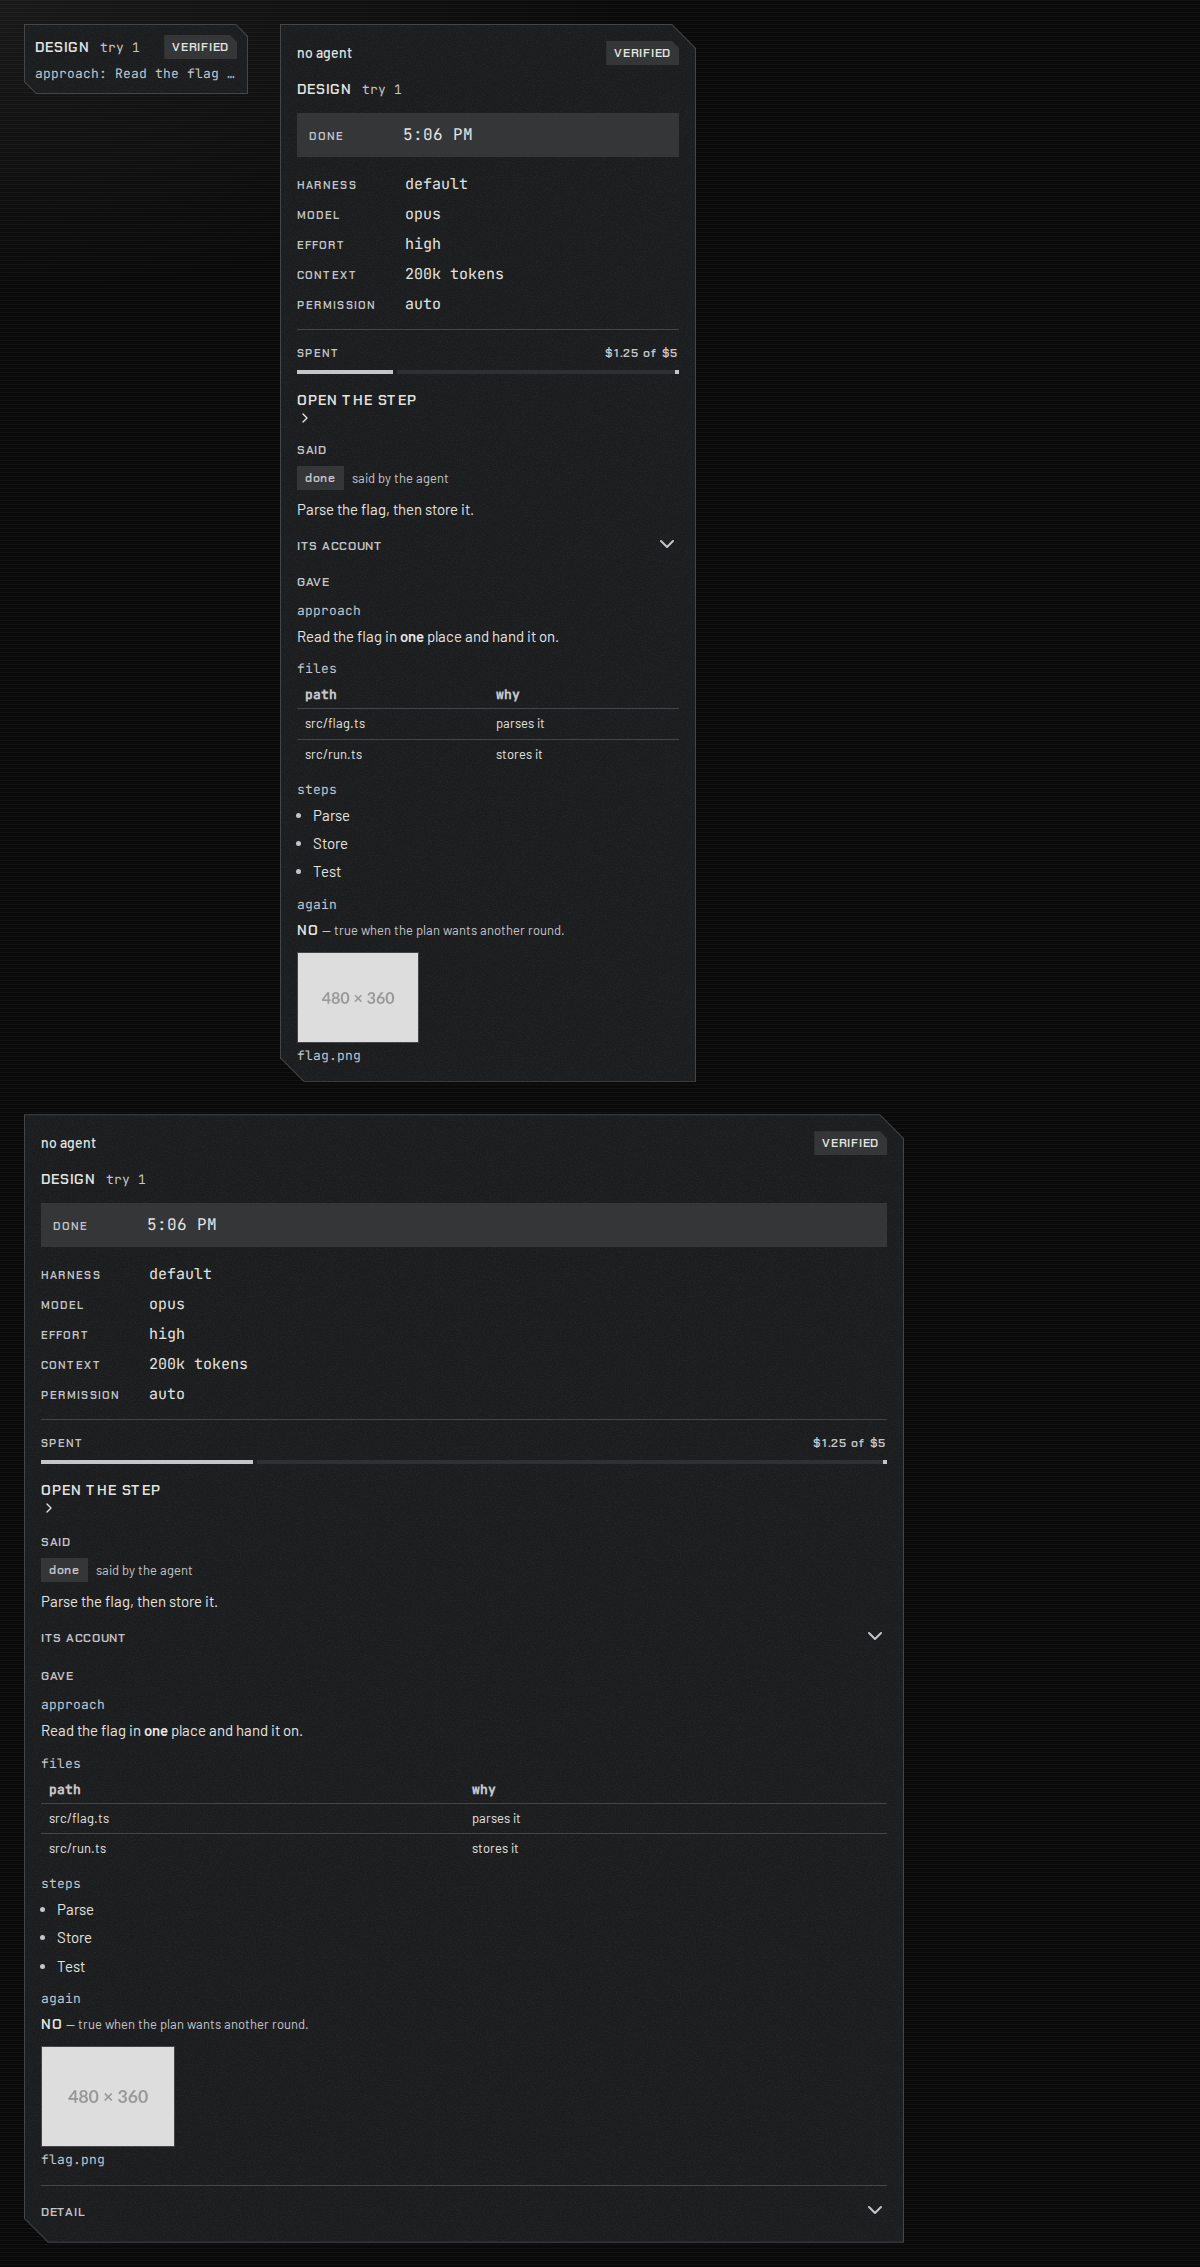 DESIGN try 1 VERIFIED
approach: Read the flag …
no agent VERIFIED
DESIGN try 1
DONE 5:06 PM
HARNESS default
MODEL opus
EFFORT high
CONTEXT 200k tokens
PERMISSION auto
SPENT $1.25 of $5
OPEN THE STEP
SAID
done said by the agent
Parse the flag, then store it.
ITS ACCOUNT
GAVE
approach
Read the flag in one place and hand it on.
files
path why
src/flag.ts parses it
src/run.ts stores it
steps
• Parse
• Store
• Test
again
NO — true when the plan wants another round.
480 × 360
flag.png
no agent VERIFIED
DESIGN try 1
DONE 5:06 PM
HARNESS default
MODEL opus
EFFORT high
CONTEXT 200k tokens
PERMISSION auto
SPENT $1.25 of $5
OPEN THE STEP
SAID
done said by the agent
Parse the flag, then store it.
ITS ACCOUNT
GAVE
approach
Read the flag in one place and hand it on.
files
path why
src/flag.ts parses it
src/run.ts stores it
steps
• Parse
• Store
• Test
again
NO — true when the plan wants another round.
480 × 360
flag.png
DETAIL